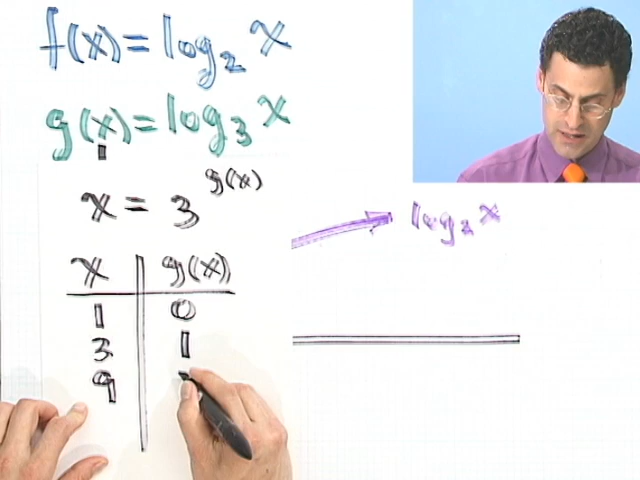 f(x) = log₂ x
g(x) = log₃ x
x = 3^g(x)
log₂ x
x g(x)
1 0
3 1
9